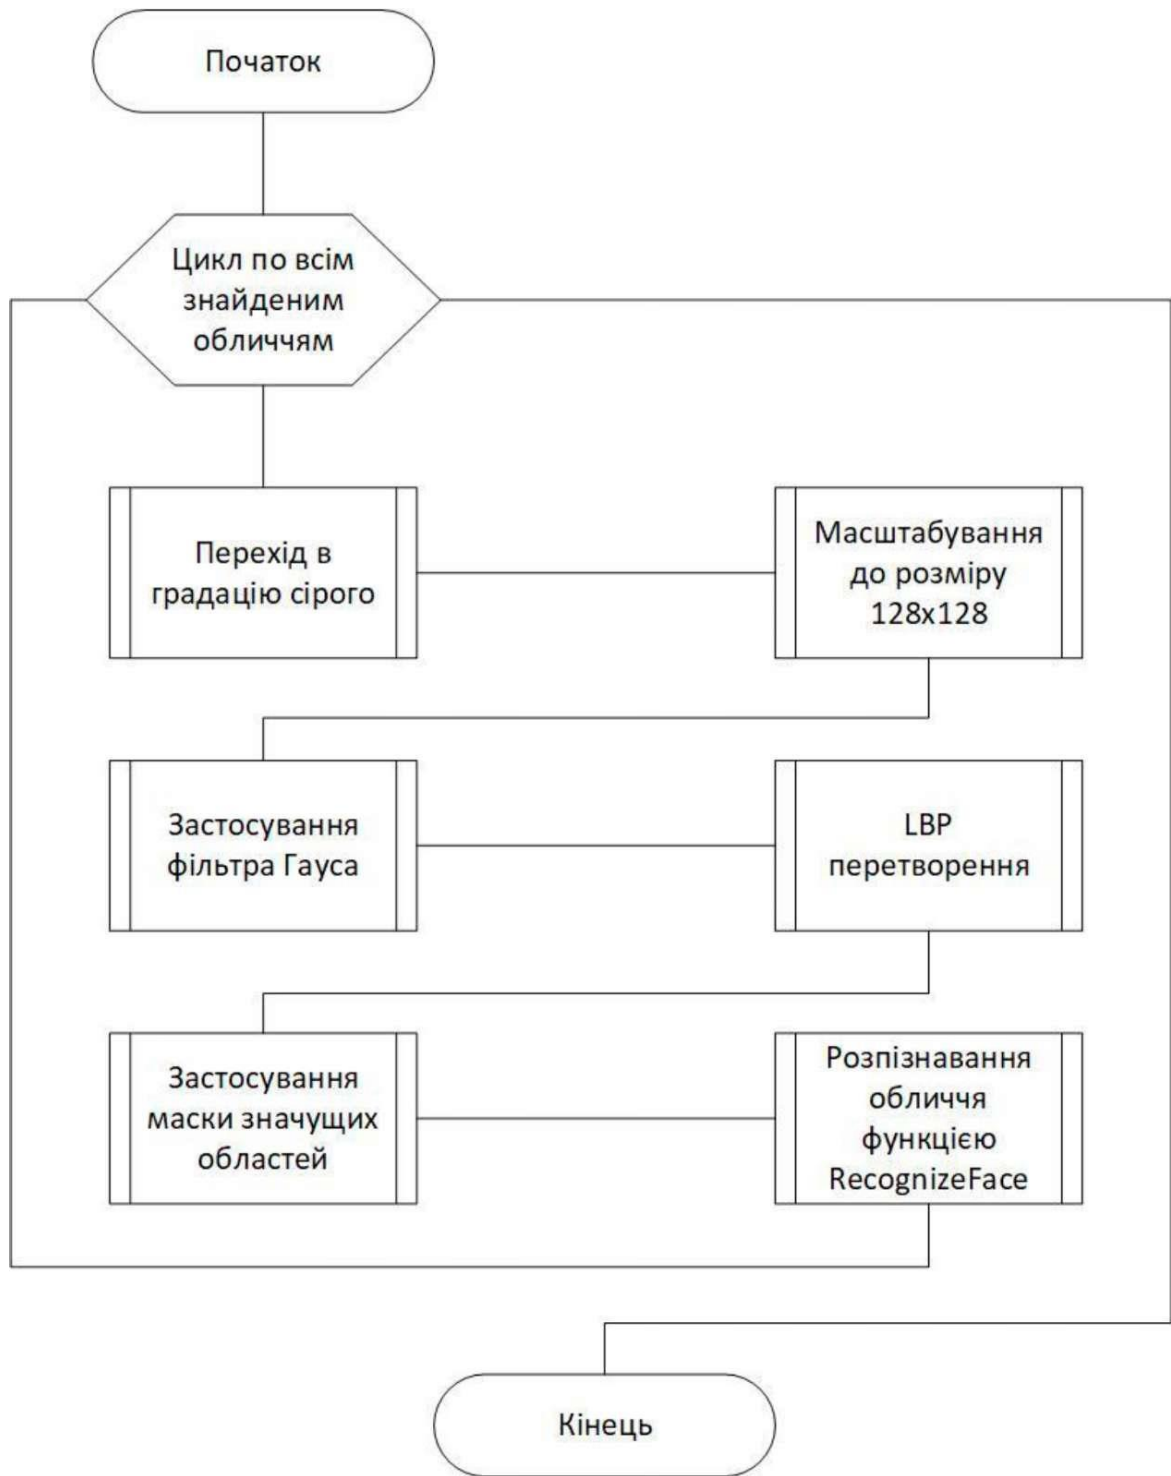 Початок
Цикл по всім
знайденим
обличчям
Перехід в
градацію сірого
Масштабування
до розміру
128x128
Застосування
фільтра Гауса
LBP
перетворення
Застосування
маски значущих
областей
Розпізнавання
обличчя
функцією
RecognizeFace
Кінець